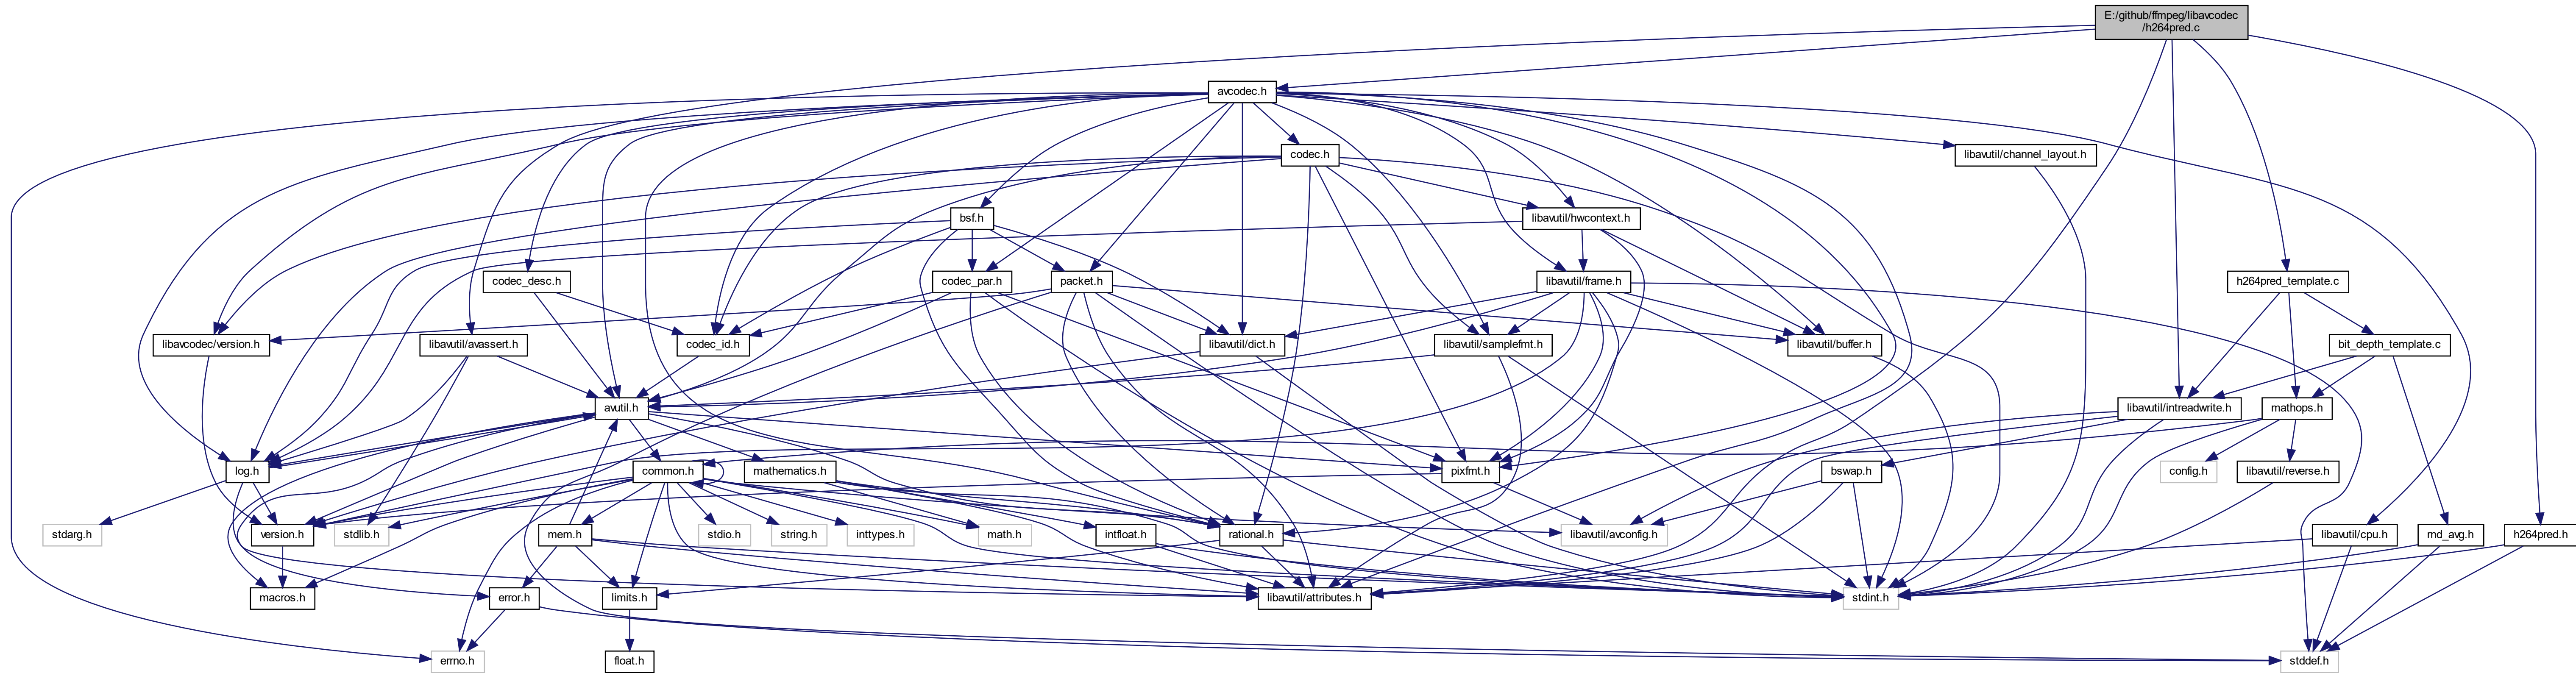 E:/github/ffmpeg/libavcodec
/h264pred.c
avcodec.h
codec.h
libavutil/channel_layout.h
bsf.h
libavutil/hwcontext.h
codec_desc.h
codec_par.h
packet.h
libavutil/frame.h
h264pred_template.c
libavcodec/version.h
libavutil/avassert.h
codec_id.h
libavutil/dict.h
libavutil/samplefmt.h
libavutil/buffer.h
bit_depth_template.c
avutil.h
libavutil/intreadwrite.h
mathops.h
log.h
common.h
mathematics.h
pixfmt.h
bswap.h
config.h
libavutil/reverse.h
stdarg.h
version.h
stdlib.h
mem.h
stdio.h
string.h
inttypes.h
math.h
intfloat.h
rational.h
libavutil/avconfig.h
libavutil/cpu.h
rnd_avg.h
h264pred.h
macros.h
error.h
limits.h
libavutil/attributes.h
stdint.h
errno.h
float.h
stddef.h